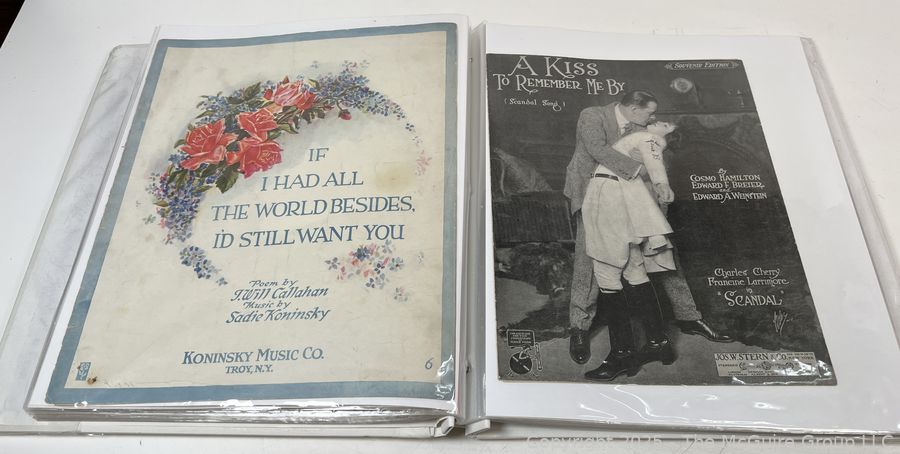 IF
I HAD ALL
THE WORLD BESIDES,
I'D STILL WANT YOU
Poem by
J. Will Callahan
Music by
Sadie Koninsky
KONINSKY MUSIC CO.
TROY, N.Y.
6
A KISS
SOUVENIR EDITION
TO REMEMBER ME BY
(Scandal Song)
By
COSMO HAMILTON
EDWARD F. BREIER
and
EDWARD A. WEINSTEIN
Charles Cherry
Francine Larrimore
in
"SCANDAL"
JOS. W. STERN & CO.
Copyright 2025 - The McGuire Group LLC